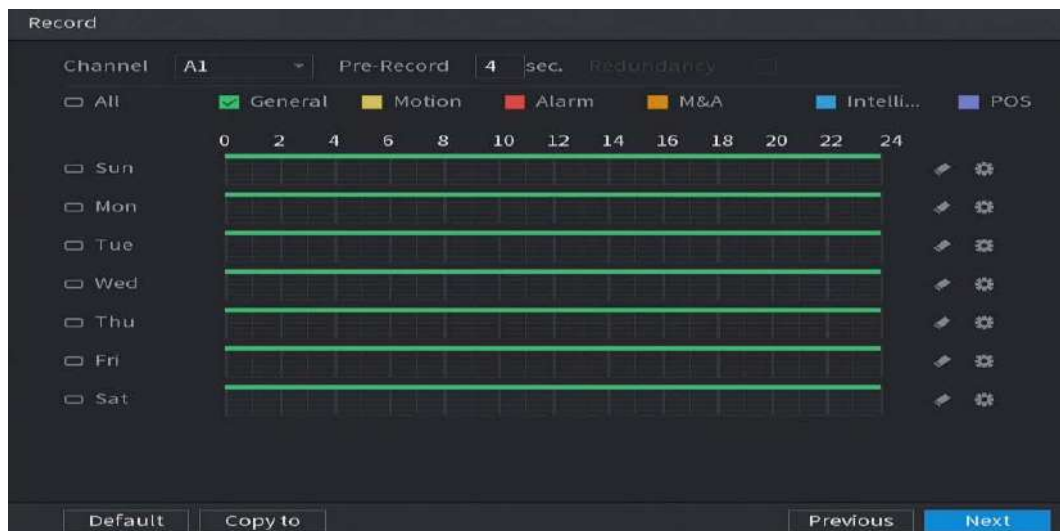 Record
Channel A1 Pre-Record 4 sec. Redundancy
All General Motion Alarm M&A Intelli... POS
0 2 4 6 8 10 12 14 16 18 20 22 24
Sun
Mon
Tue
Wed
Thu
Fri
Sat
Default Copy to Previous Next